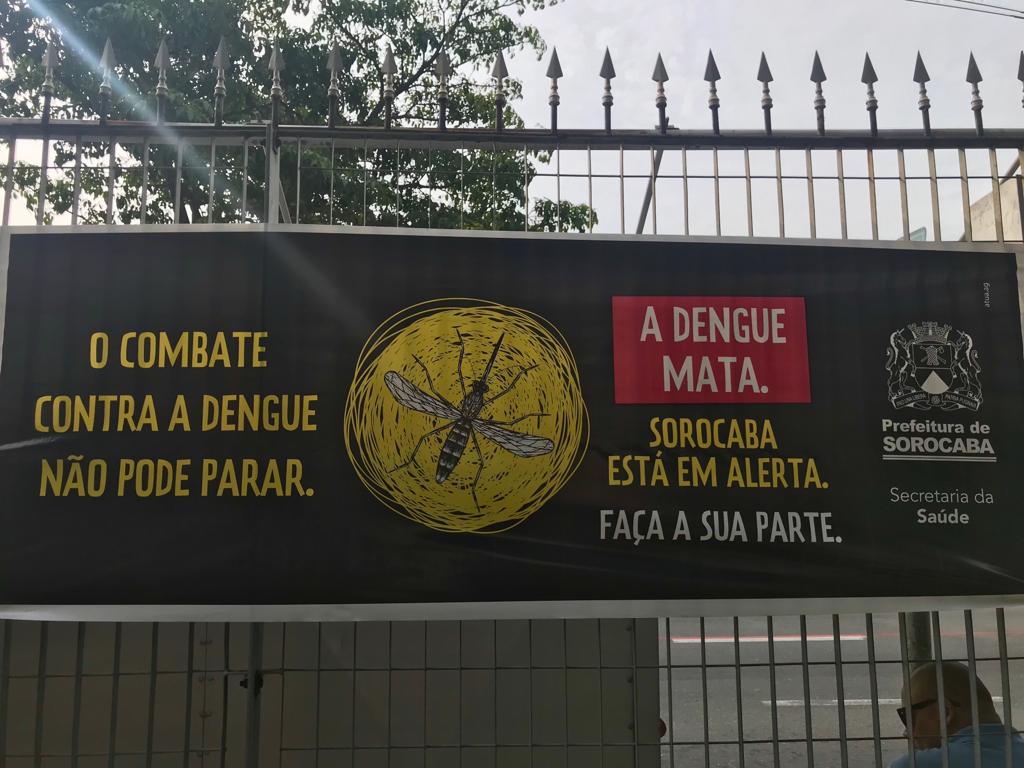 O COMBATE
CONTRA A DENGUE
NÃO PODE PARAR.
A DENGUE
MATA.
SOROCABA
ESTÁ EM ALERTA.
FAÇA A SUA PARTE.
Prefeitura de
SOROCABA
Secretaria da
Saúde